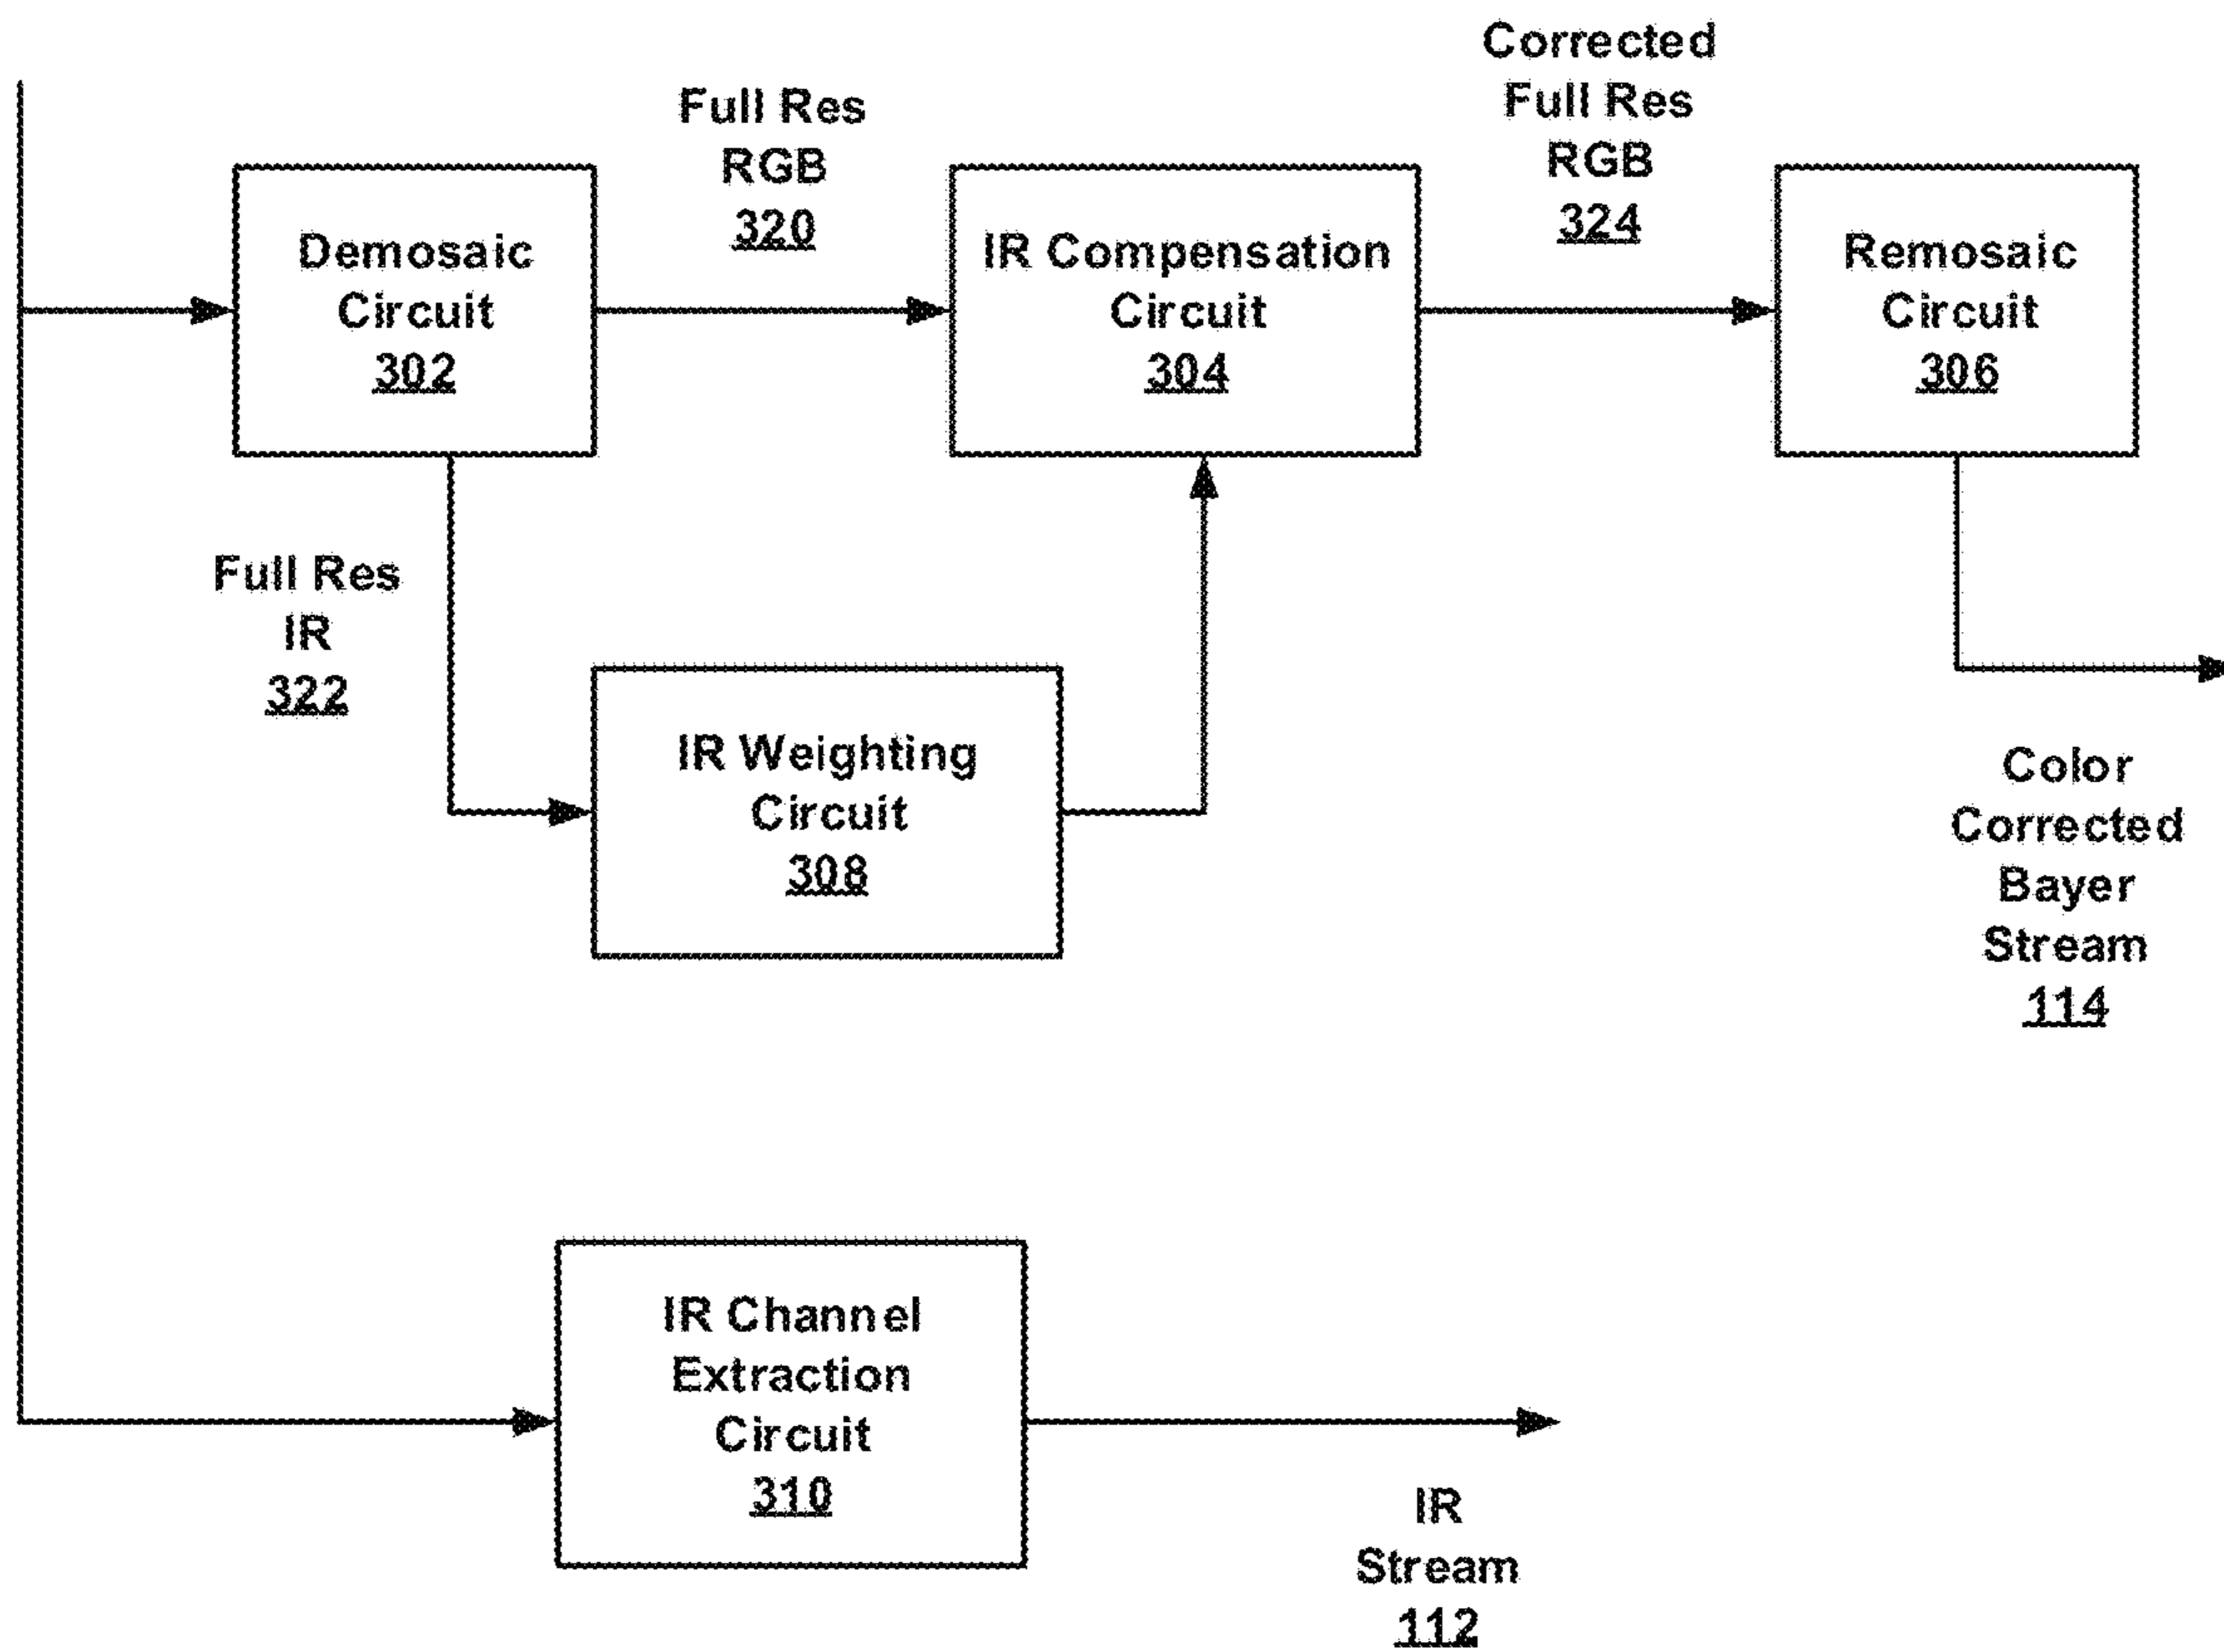 Full Res
RGB
320
Corrected
Full Res
RGB
324
Demosaic
Circuit
302
IR Compensation
Circuit
304
Remosaic
Circuit
306
Full Res
IR
322
IR Weighting
Circuit
308
Color
Corrected
Bayer
Stream
114
IR Channel
Extraction
Circuit
310
IR
Stream
112